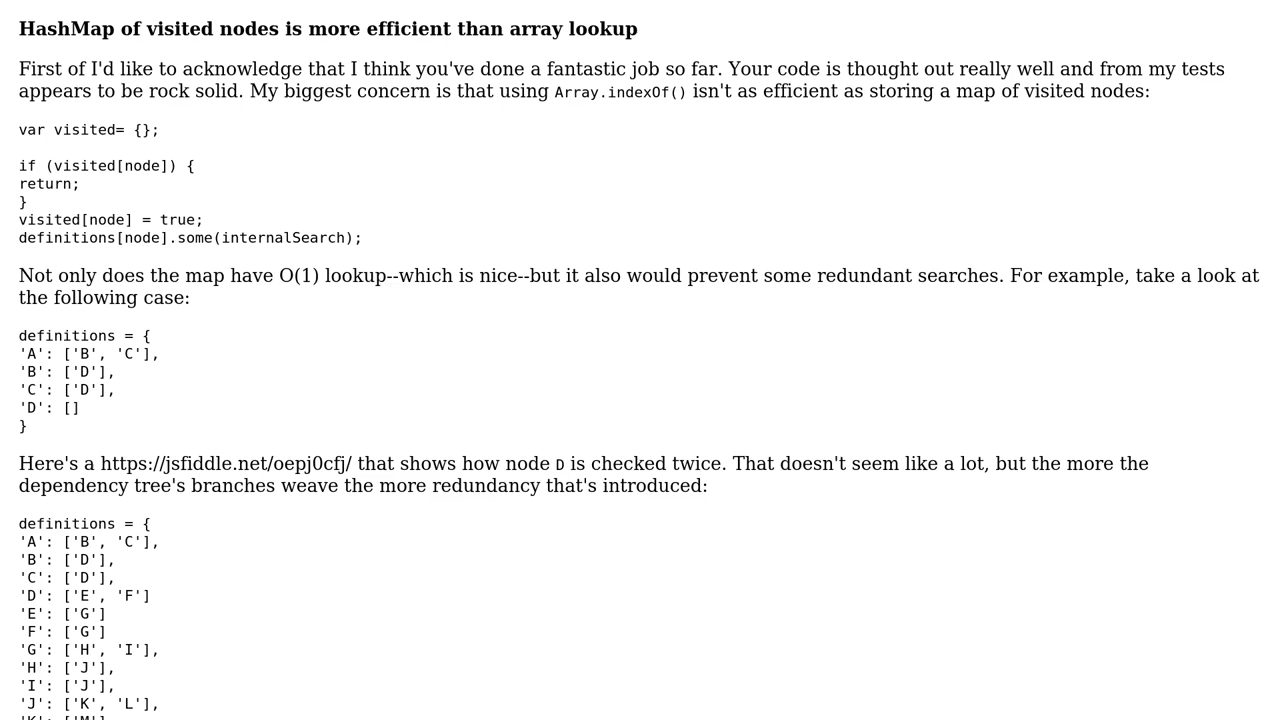 HashMap of visited nodes is more efficient than array lookup
First of I'd like to acknowledge that I think you've done a fantastic job so far. Your code is thought out really well and from my tests
appears to be rock solid. My biggest concern is that using Array.indexOf() isn't as efficient as storing a map of visited nodes:
var visited= {};
if (visited[node]) {
return;
}
visited[node] = true;
definitions[node].some(internalSearch);
Not only does the map have O(1) lookup--which is nice--but it also would prevent some redundant searches. For example, take a look at
the following case:
definitions = {
'A': ['B', 'C'],
'B': ['D'],
'C': ['D'],
'D': []
}
Here's a https://jsfiddle.net/oepj0cfj/ that shows how node D is checked twice. That doesn't seem like a lot, but the more the
dependency tree's branches weave the more redundancy that's introduced:
definitions = {
'A': ['B', 'C'],
'B': ['D'],
'C': ['D'],
'D': ['E', 'F']
'E': ['G']
'F': ['G']
'G': ['H', 'I'],
'H': ['J'],
'I': ['J'],
'J': ['K', 'L'],